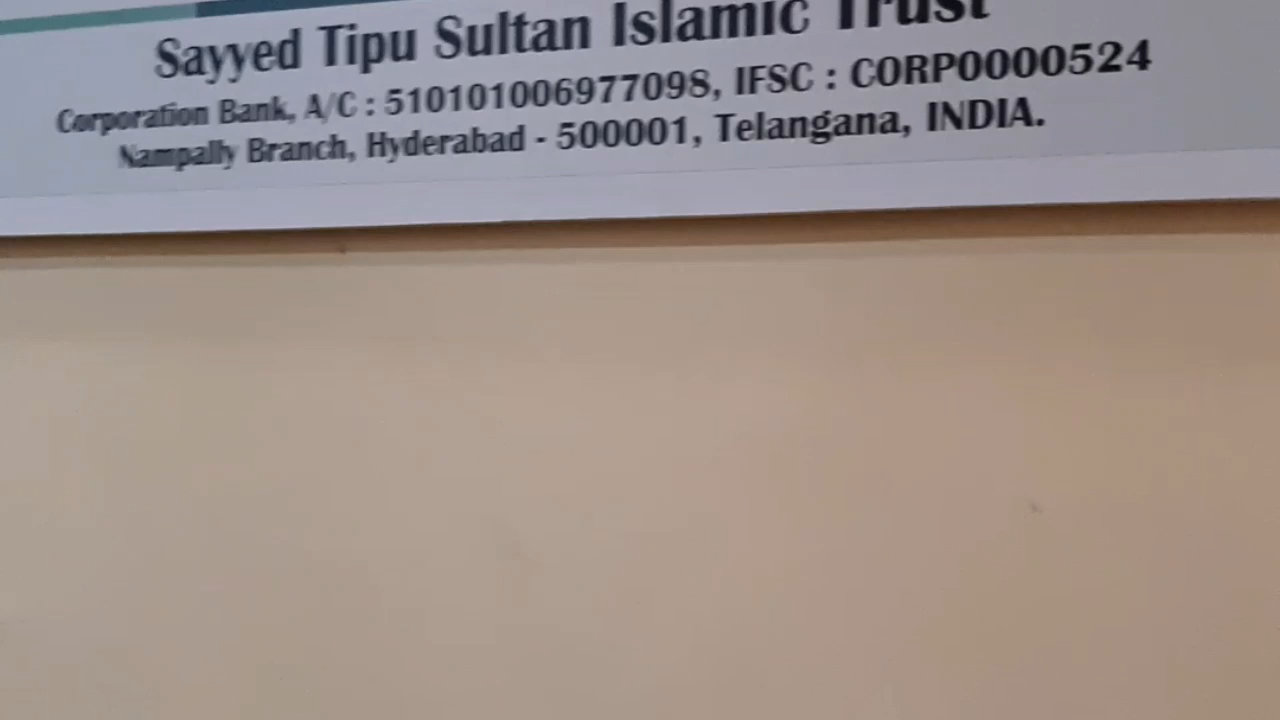 Sayyed Tipu Sultan Islamic Trust
Corporation Bank, A/C : 510101006977098, IFSC : CORP0000524
Nampally Branch, Hyderabad - 500001, Telangana, INDIA.